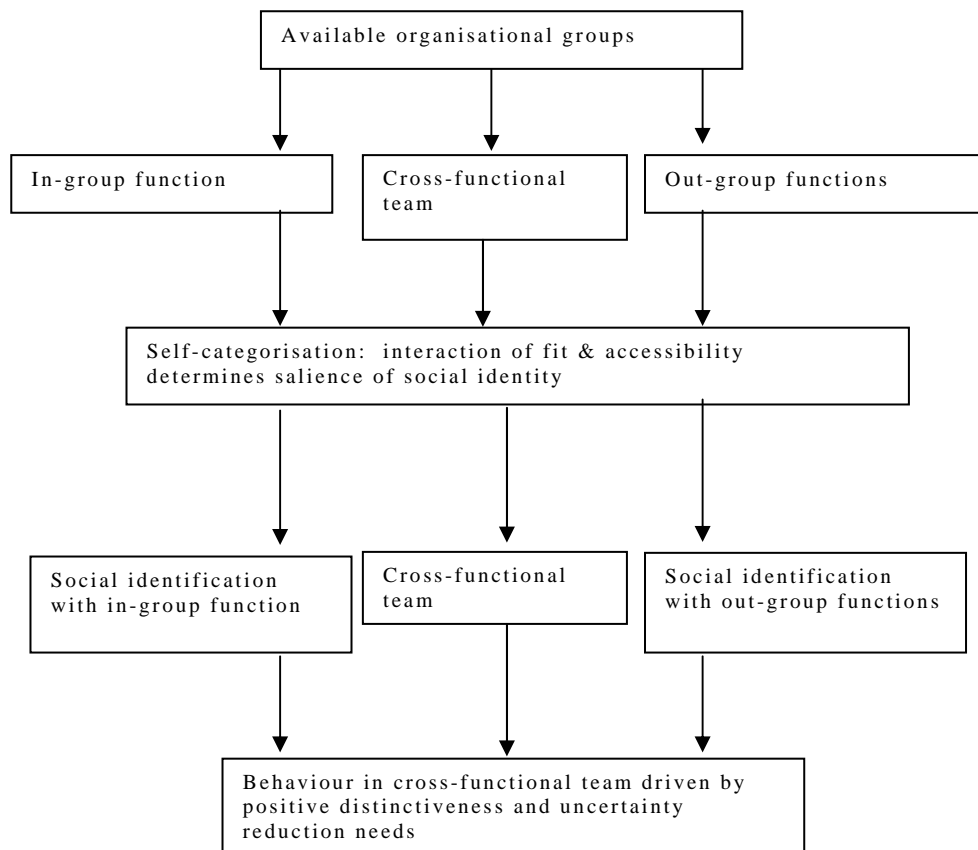 Available organisational groups
In-group function
Cross-functional
team
Out-group functions
Self-categorisation:  interaction of fit & accessibility
determines salience of social identity
Social identification
with in-group function
Cross-functional
team
Social identification
with out-group functions
Behaviour in cross-functional team driven by
positive distinctiveness and uncertainty
reduction needs